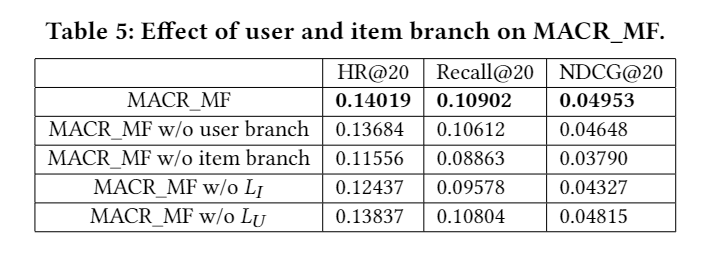 Table 5: Effect of user and item branch on MACR_MF.
HR@20 Recall@20 NDCG@20
MACR_MF 0.14019 0.10902 0.04953
MACR_MF w/o user branch 0.13684 0.10612 0.04648
MACR_MF w/o item branch 0.11556 0.08863 0.03790
MACR_MF w/o L_I 0.12437 0.09578 0.04327
MACR_MF w/o L_U 0.13837 0.10804 0.04815